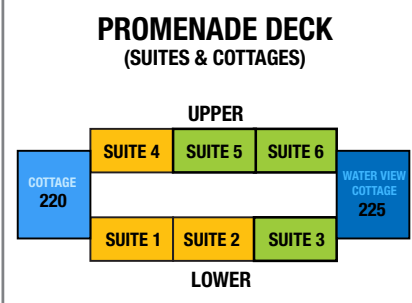 PROMENADE DECK
(SUITES & COTTAGES)
UPPER
SUITE 4 SUITE 5 SUITE 6
COTTAGE
220
WATER VIEW
COTTAGE
225
SUITE 1 SUITE 2 SUITE 3
LOWER